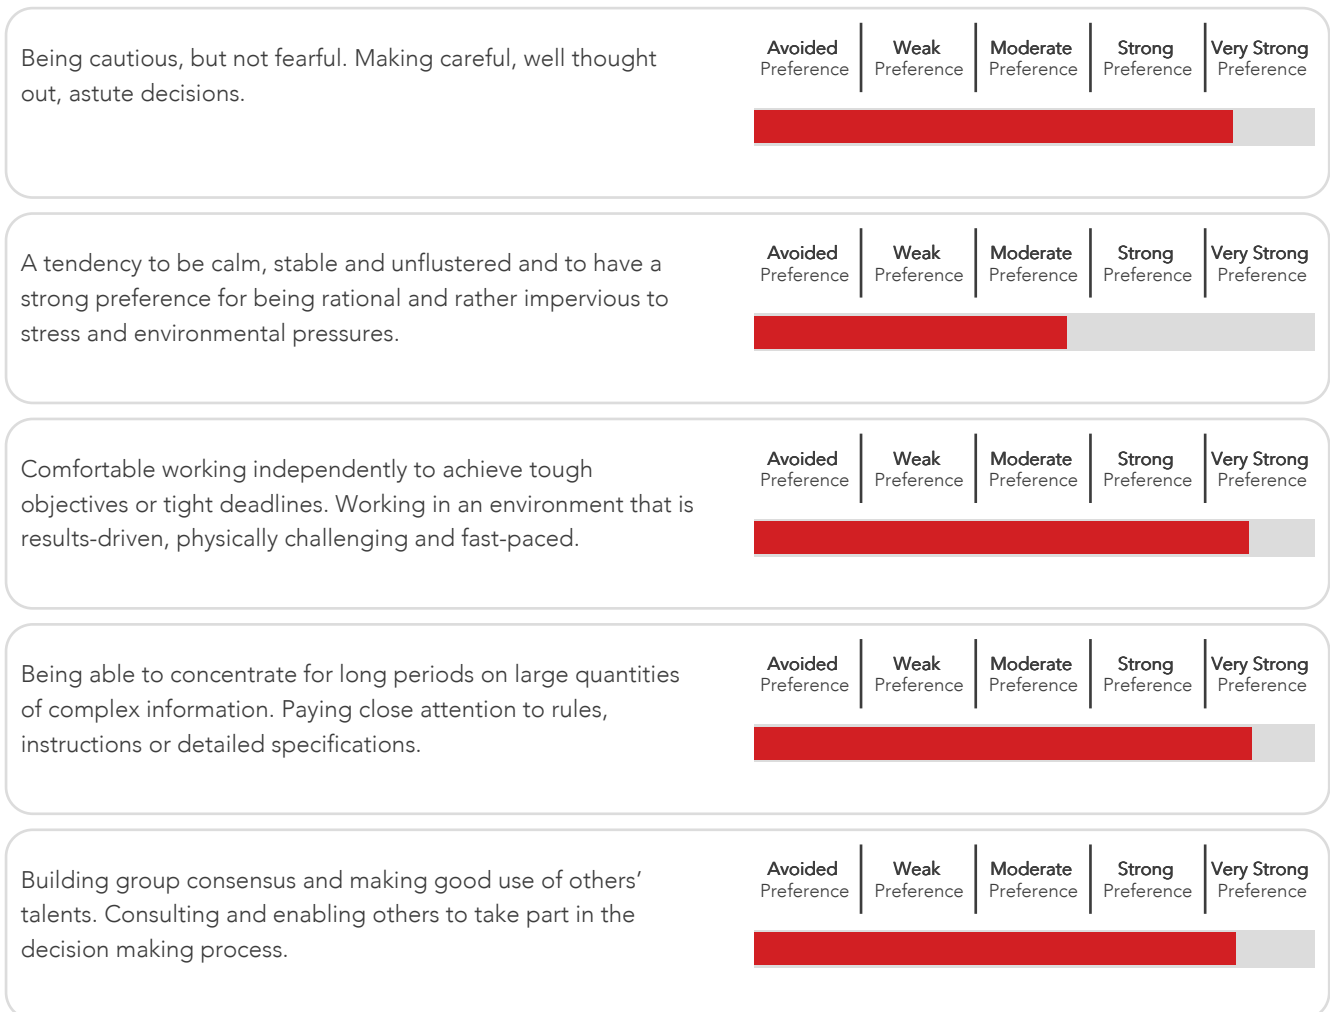 Being cautious, but not fearful. Making careful, well thought
out, astute decisions.
Avoided Weak Moderate Strong Very Strong
Preference Preference Preference Preference Preference
A tendency to be calm, stable and unflustered and to have a
strong preference for being rational and rather impervious to
stress and environmental pressures.
Avoided Weak Moderate Strong Very Strong
Preference Preference Preference Preference Preference
Comfortable working independently to achieve tough
objectives or tight deadlines. Working in an environment that is
results-driven, physically challenging and fast-paced.
Avoided Weak Moderate Strong Very Strong
Preference Preference Preference Preference Preference
Being able to concentrate for long periods on large quantities
of complex information. Paying close attention to rules,
instructions or detailed specifications.
Avoided Weak Moderate Strong Very Strong
Preference Preference Preference Preference Preference
Building group consensus and making good use of others’
talents. Consulting and enabling others to take part in the
decision making process.
Avoided Weak Moderate Strong Very Strong
Preference Preference Preference Preference Preference